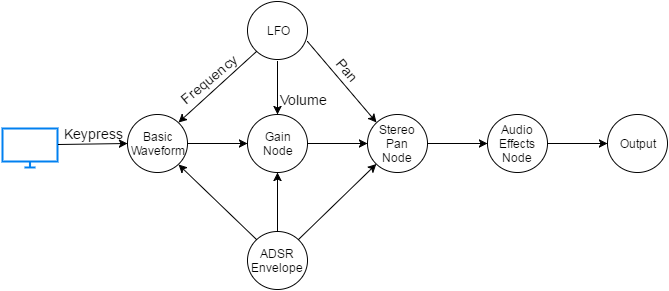 LFO
Frequency
Pan
Volume
Keypress
Basic
Waveform
Gain
Node
Stereo
Pan
Node
Audio
Effects
Node
Output
ADSR
Envelope